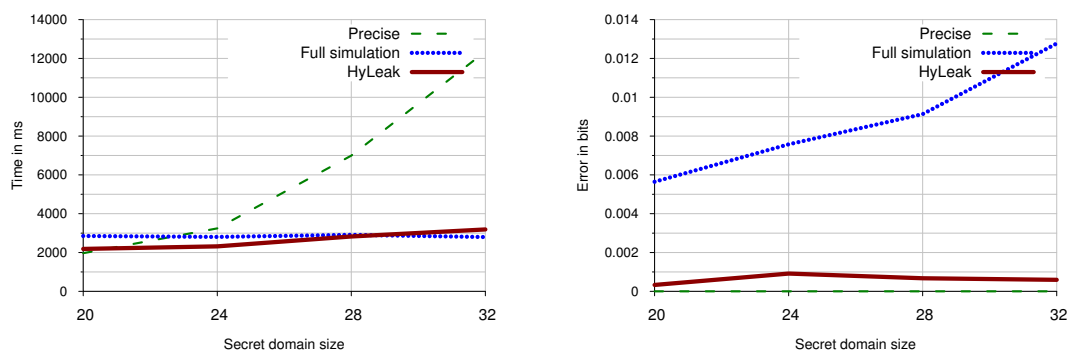 14000
12000
10000
8000
6000
4000
2000
0
Time in ms
Precise
Full simulation
HyLeak
20 24 28 32
Secret domain size
0.014
0.012
0.01
0.008
0.006
0.004
0.002
0
Error in bits
Precise
Full simulation
HyLeak
20 24 28 32
Secret domain size